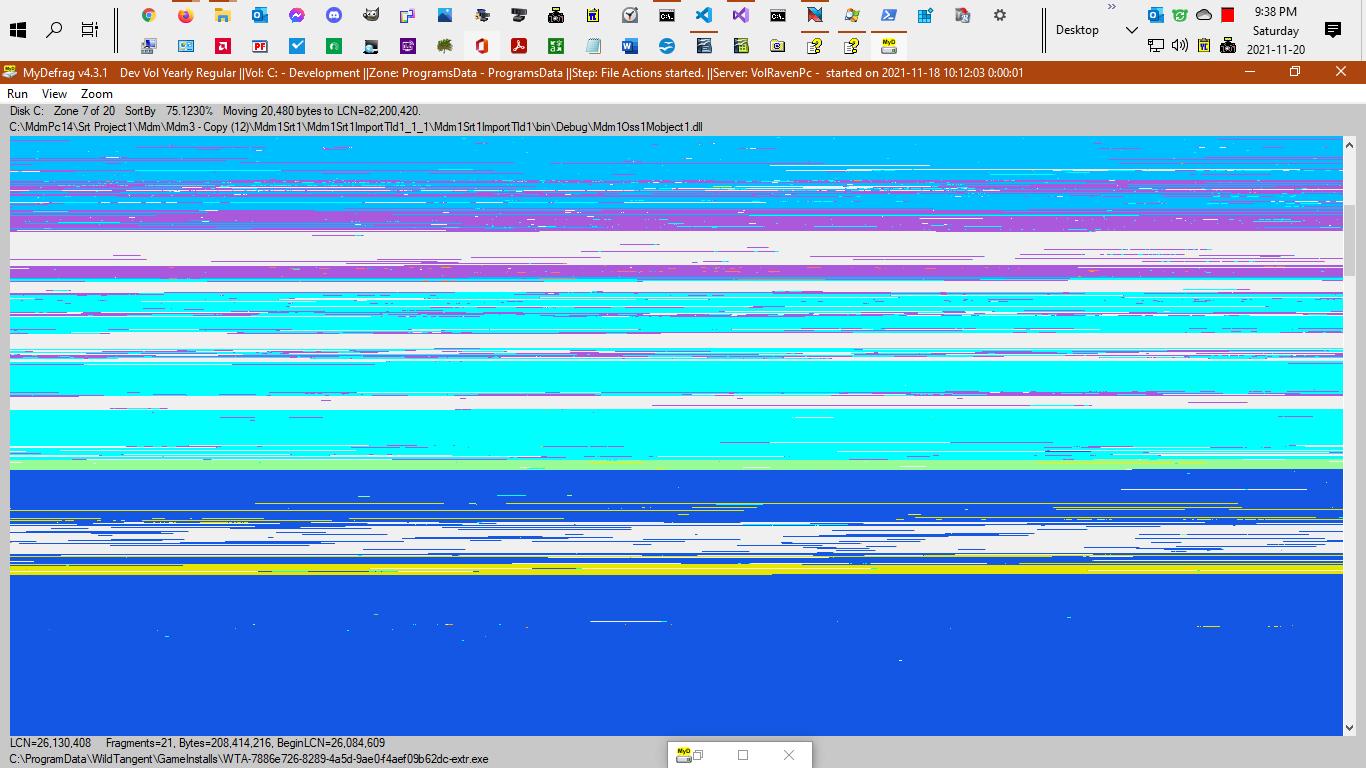 9:38 PM
Desktop
Saturday
2021-11-20
MyDefrag v4.3.1 Dev Vol Yearly Regular ||Vol: C: - Development ||Zone: ProgramsData - ProgramsData ||Step: File Actions started. ||Server: VolRavenPc - started on 2021-11-18 10:12:03 0:00:01
Run View Zoom
Disk C: Zone 7 of 20 SortBy 75.1230% Moving 20,480 bytes to LCN=82,200,420.
C:\MdmPc14\Srt Project1\Mdm\Mdm3 - Copy (12)\Mdm1Srt1\Mdm1Srt1ImportTld1_1_1\Mdm1Srt1ImportTld1\bin\Debug\Mdm1Oss1Mobject1.dll
LCN=26,130,408 Fragments=21, Bytes=208,414,216, BeginLCN=26,084,609
C:\ProgramData\WildTangent\GameInstalls\WTA-7886e726-8289-4a5d-9ae0-f4aef09b62dc-extr.exe
MyD